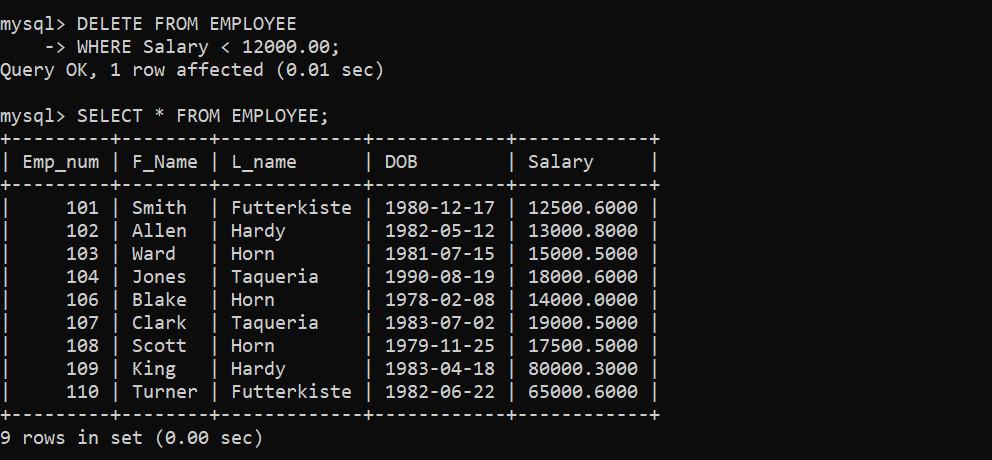 mysql> DELETE FROM EMPLOYEE
    -> WHERE Salary < 12000.00;
Query OK, 1 row affected (0.01 sec)
mysql> SELECT * FROM EMPLOYEE;
+---------+--------+-------------+------------+------------+
| Emp_num | F_Name | L_name      | DOB        | Salary     |
+---------+--------+-------------+------------+------------+
|     101 | Smith  | Futterkiste | 1980-12-17 | 12500.6000 |
|     102 | Allen  | Hardy       | 1982-05-12 | 13000.8000 |
|     103 | Ward   | Horn        | 1981-07-15 | 15000.5000 |
|     104 | Jones  | Taqueria    | 1990-08-19 | 18000.6000 |
|     106 | Blake  | Horn        | 1978-02-08 | 14000.0000 |
|     107 | Clark  | Taqueria    | 1983-07-02 | 19000.5000 |
|     108 | Scott  | Horn        | 1979-11-25 | 17500.5000 |
|     109 | King   | Hardy       | 1983-04-18 | 80000.3000 |
|     110 | Turner | Futterkiste | 1982-06-22 | 65000.6000 |
+---------+--------+-------------+------------+------------+
9 rows in set (0.00 sec)